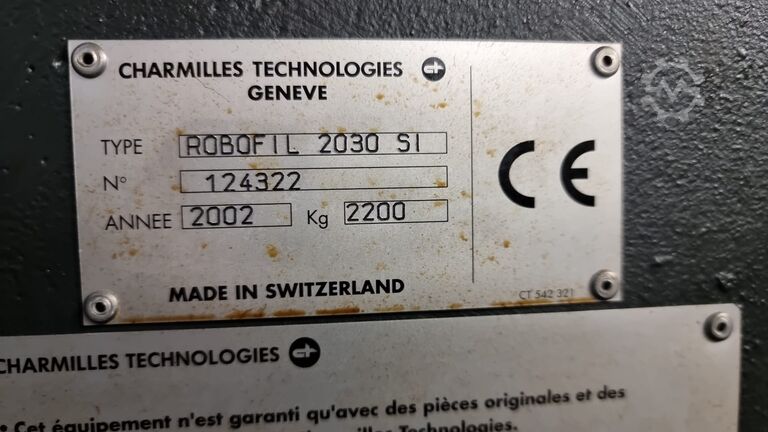 CHARMILLES TECHNOLOGIES
GENEVE
TYPE ROBOFIL 2030 SI
N° 124322
ANNEE 2002 Kg 2200
MADE IN SWITZERLAND
CE
CT 542 321
CHARMILLES TECHNOLOGIES
• Cet équipement n'est garanti qu'avec des pièces originales et des
Technologies.